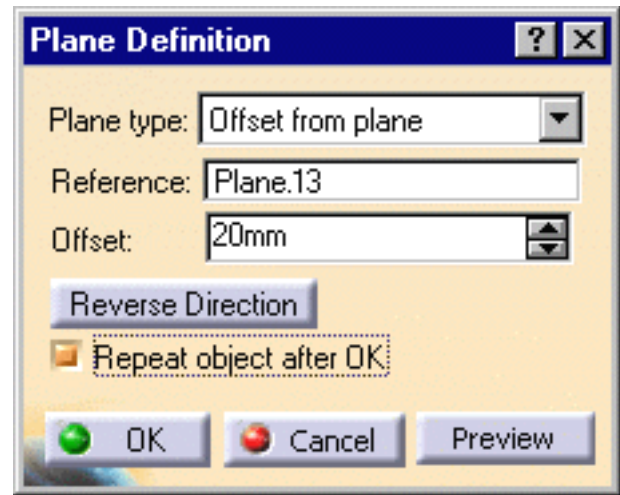 Plane Definition ? X
Plane type: Offset from plane
Reference: Plane.13
Offset: 20mm
Reverse Direction
Repeat object after OK
OK Cancel Preview